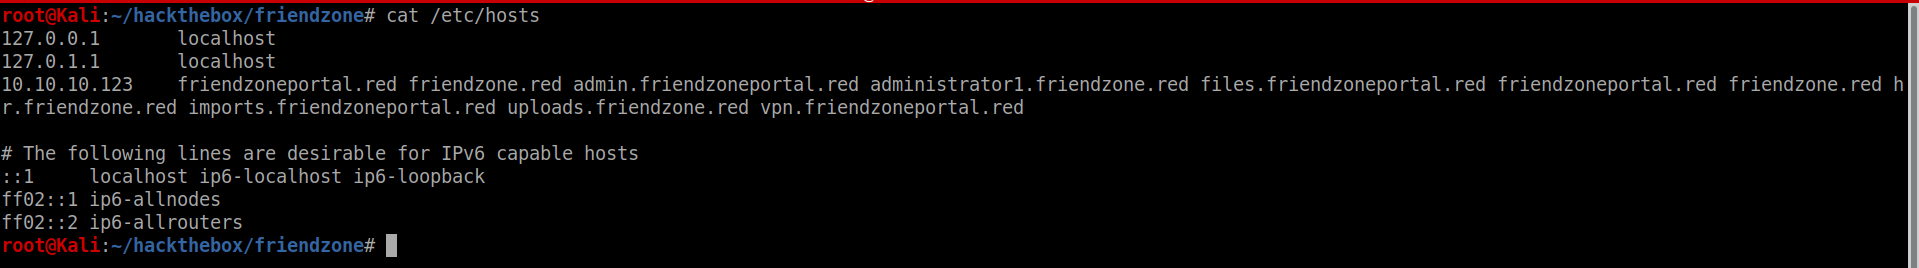 root@Kali:~/hackthebox/friendzone# cat /etc/hosts
127.0.0.1       localhost
127.0.1.1       localhost
10.10.10.123    friendzoneportal.red friendzone.red admin.friendzoneportal.red administrator1.friendzone.red files.friendzoneportal.red friendzoneportal.red friendzone.red h
r.friendzone.red imports.friendzoneportal.red uploads.friendzone.red vpn.friendzoneportal.red
# The following lines are desirable for IPv6 capable hosts
::1     localhost ip6-localhost ip6-loopback
ff02::1 ip6-allnodes
ff02::2 ip6-allrouters
root@Kali:~/hackthebox/friendzone#